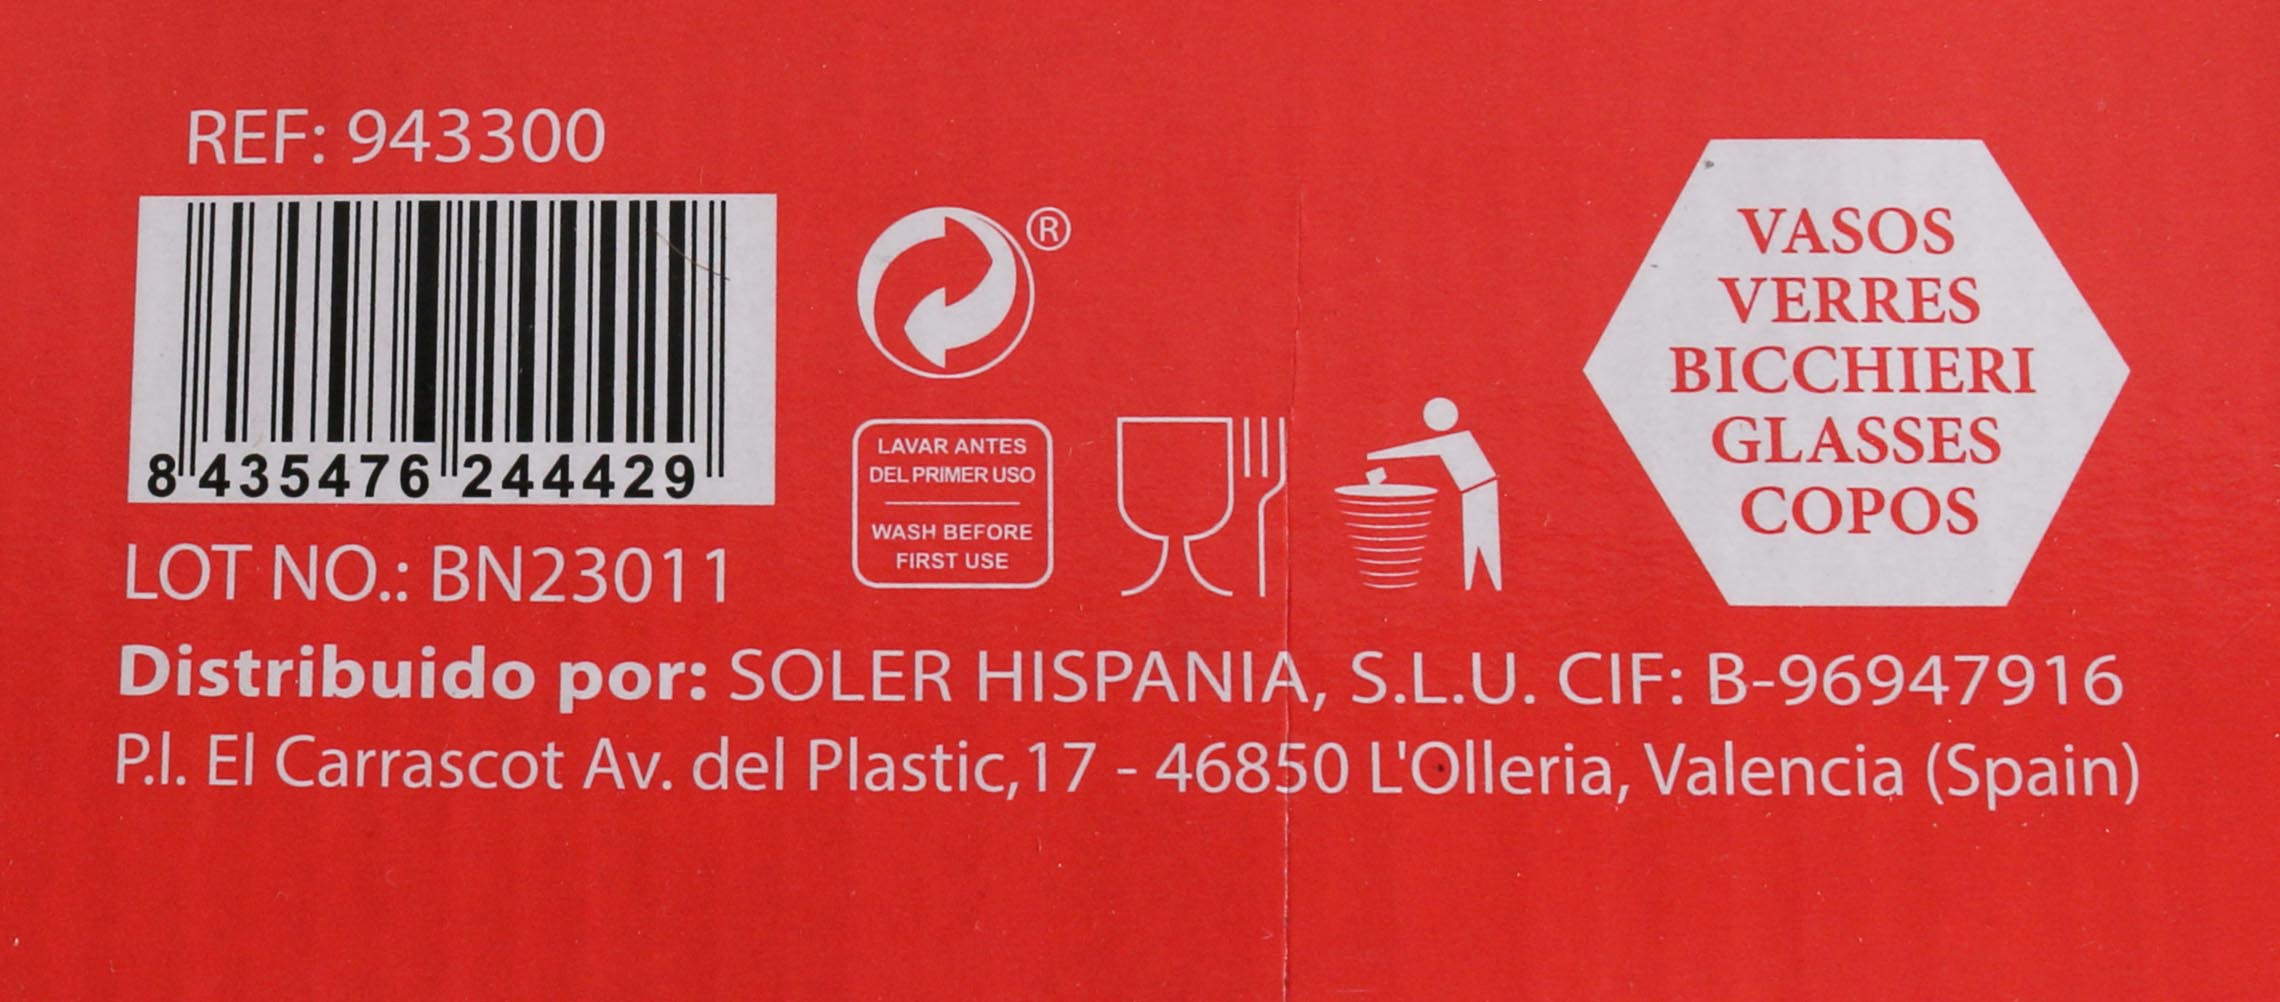 REF: 943300
8 435476 244429
LOT NO.: BN23011
®
LAVAR ANTES
DEL PRIMER USO
WASH BEFORE
FIRST USE
VASOS
VERRES
BICCHIERI
GLASSES
COPOS
Distribuido por: SOLER HISPANIA, S.L.U. CIF: B-96947916
P.I. El Carrascot Av. del Plastic,17 - 46850 L'Olleria, Valencia (Spain)